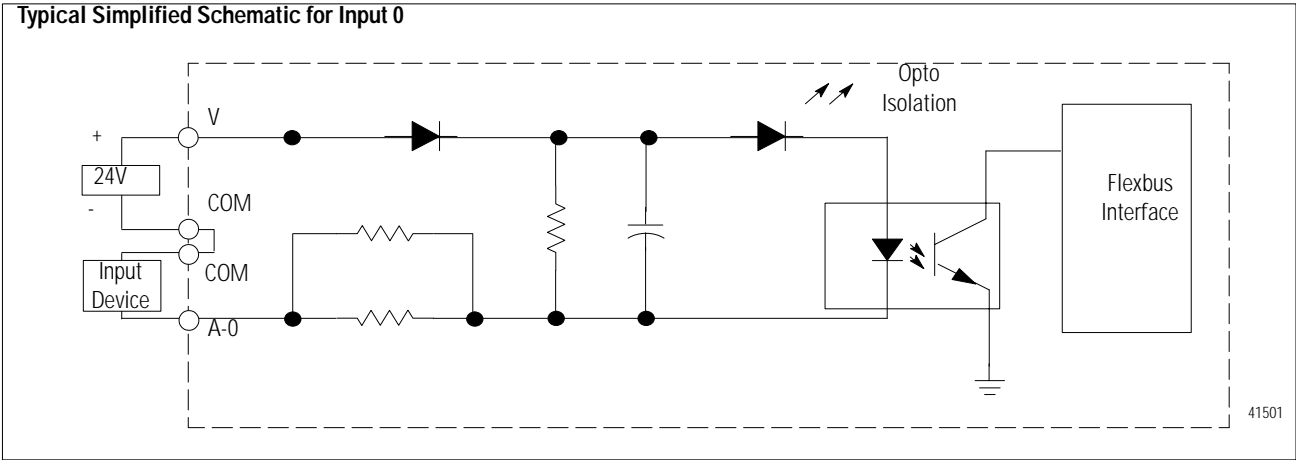 Typical Simplified Schematic for Input 0
Opto
Isolation
V
+
24V
-
COM
COM
Input
Device
A-0
Flexbus
Interface
41501